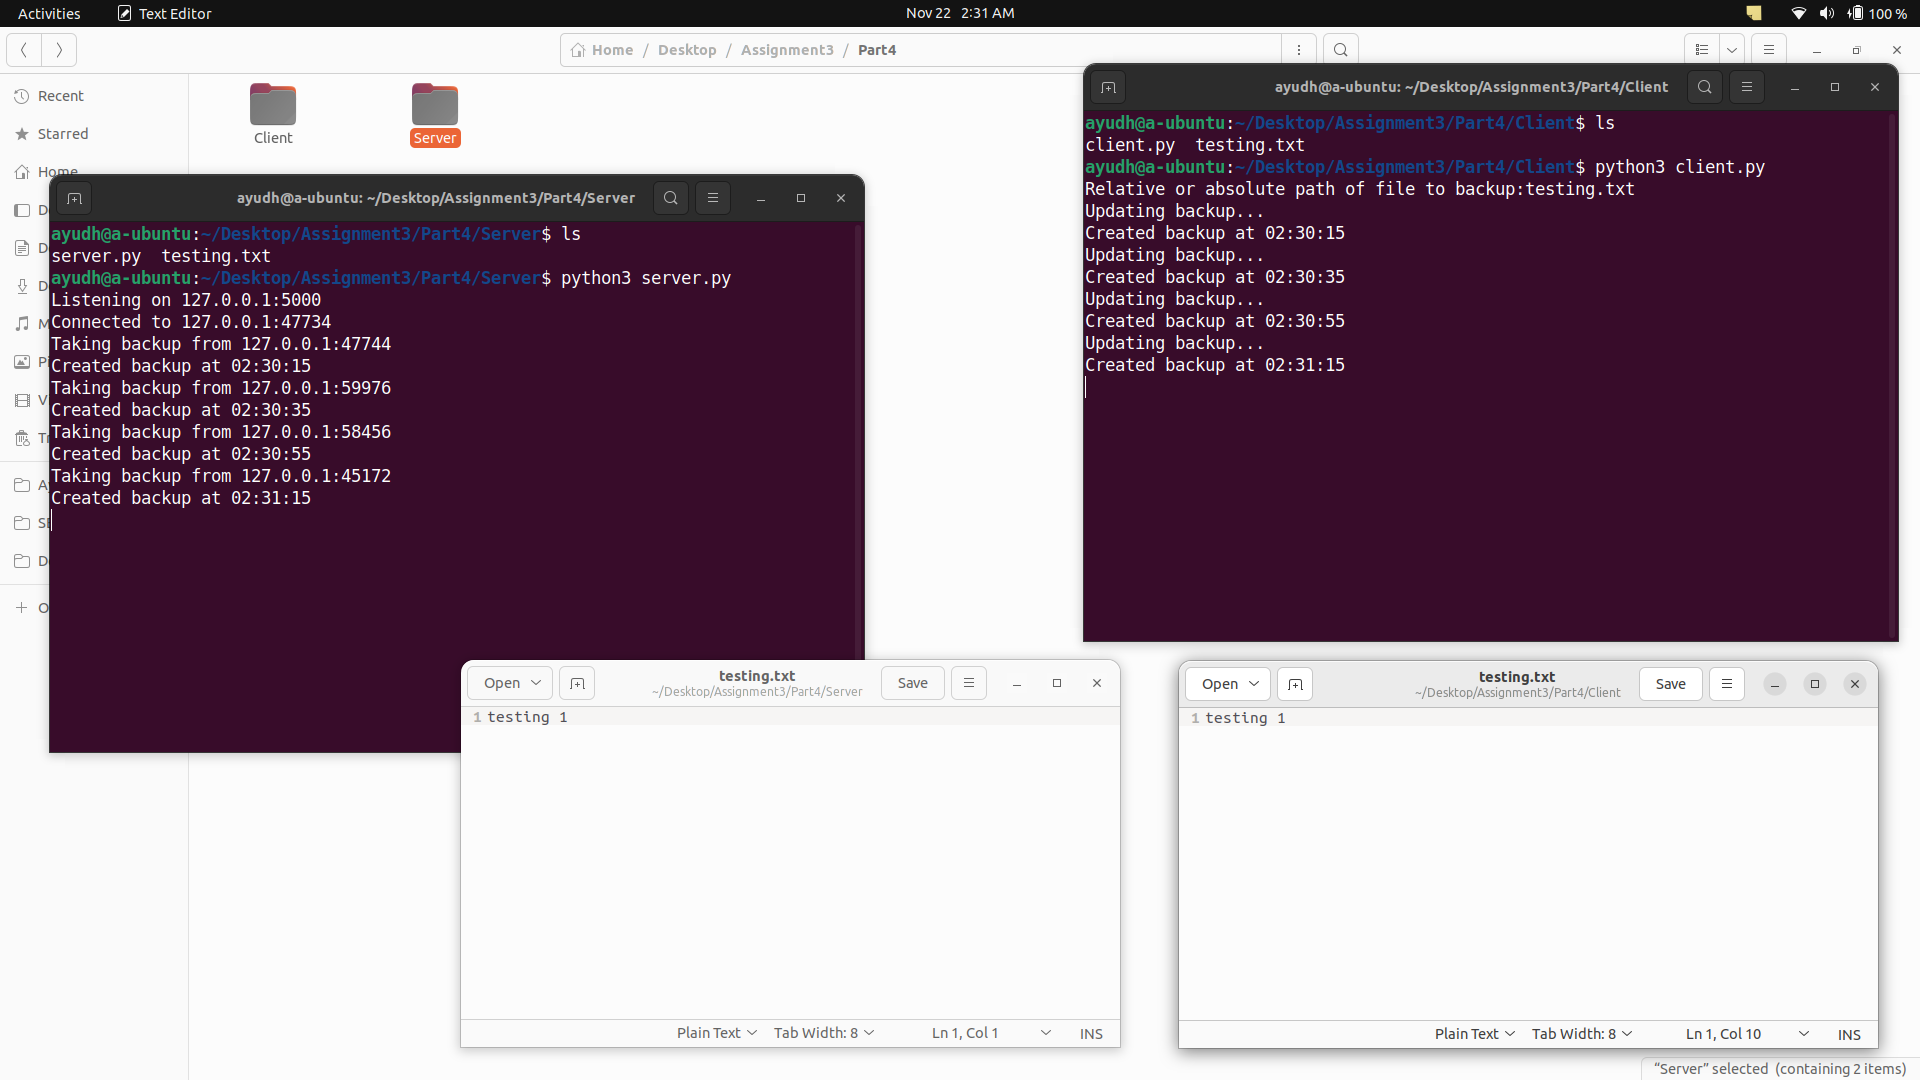 Activities Text Editor Nov 22 2:31 AM 100 %
Home / Desktop / Assignment3 / Part4
Recent
Starred
Home
Client
Server
ayudh@a-ubuntu: ~/Desktop/Assignment3/Part4/Server
ayudh@a-ubuntu:~/Desktop/Assignment3/Part4/Server$ ls
server.py testing.txt
ayudh@a-ubuntu:~/Desktop/Assignment3/Part4/Server$ python3 server.py
Listening on 127.0.0.1:5000
Connected to 127.0.0.1:47734
Taking backup from 127.0.0.1:47744
Created backup at 02:30:15
Taking backup from 127.0.0.1:59976
Created backup at 02:30:35
Taking backup from 127.0.0.1:58456
Created backup at 02:30:55
Taking backup from 127.0.0.1:45172
Created backup at 02:31:15
ayudh@a-ubuntu: ~/Desktop/Assignment3/Part4/Client
ayudh@a-ubuntu:~/Desktop/Assignment3/Part4/Client$ ls
client.py testing.txt
ayudh@a-ubuntu:~/Desktop/Assignment3/Part4/Client$ python3 client.py
Relative or absolute path of file to backup:testing.txt
Updating backup...
Created backup at 02:30:15
Updating backup...
Created backup at 02:30:35
Updating backup...
Created backup at 02:30:55
Updating backup...
Created backup at 02:31:15
Open testing.txt Save
~/Desktop/Assignment3/Part4/Server
1 testing 1
Plain Text Tab Width: 8 Ln 1, Col 1 INS
Open testing.txt Save
~/Desktop/Assignment3/Part4/Client
1 testing 1
Plain Text Tab Width: 8 Ln 1, Col 10 INS
“Server” selected (containing 2 items)